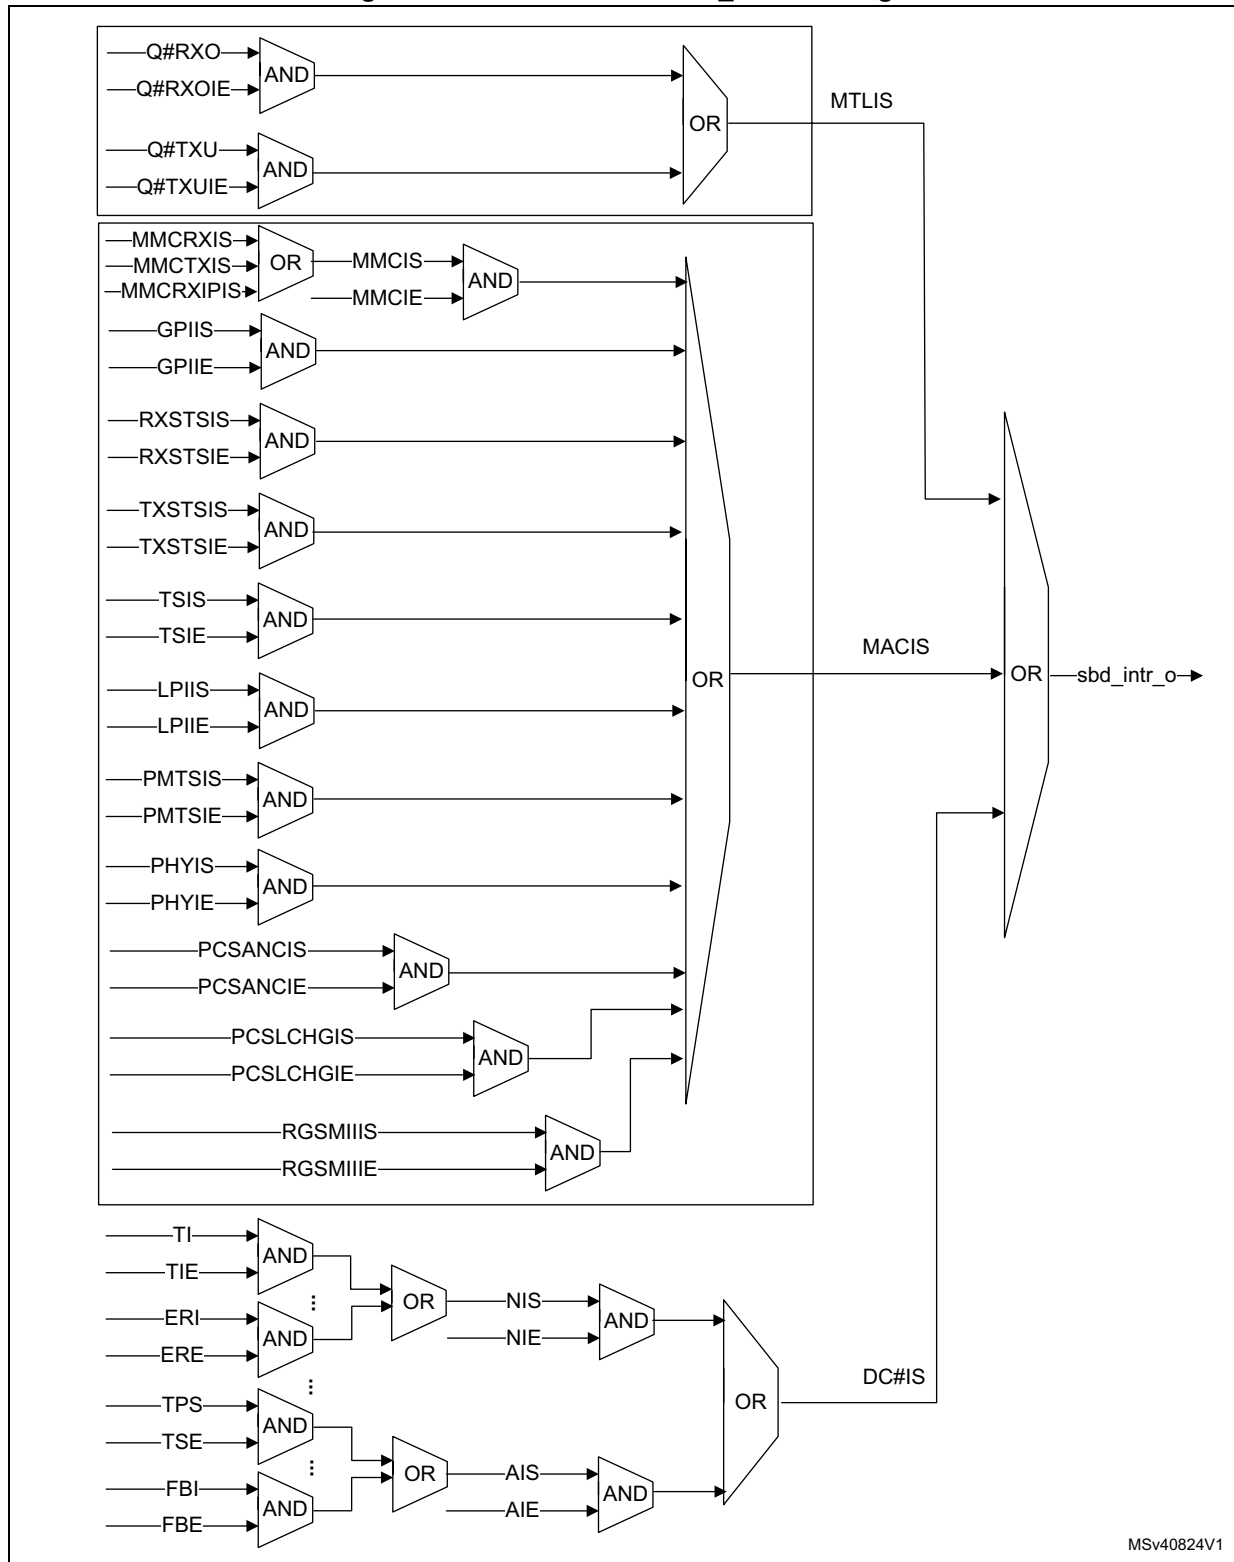 Q#RXO
AND
Q#RXOIE
MTLIS
OR
Q#TXU
AND
Q#TXUIE
MMCRXIS
MMCTXIS
OR
MMCIS
MMCRXIPIS
MMCIE
AND
GPIIS
AND
GPIIE
RXSTSIS
AND
RXSTSIE
TXSTSIS
AND
TXSTSIE
TSIS
AND
TSIE
MACIS
OR
OR
sbd_intr_o
LPIIS
AND
LPIIE
PMTSIS
AND
PMTSIE
PHYIS
AND
PHYIE
PCSANCIS
AND
PCSANCIE
PCSLCHGIS
AND
PCSLCHGIE
RGSMIIIS
AND
RGSMIIIE
TI
AND
TIE
...
OR
NIS
AND
NIE
ERI
AND
ERE
...
DC#IS
OR
TPS
AND
TSE
...
OR
AIS
AND
AIE
FBI
AND
FBE
MSv40824V1